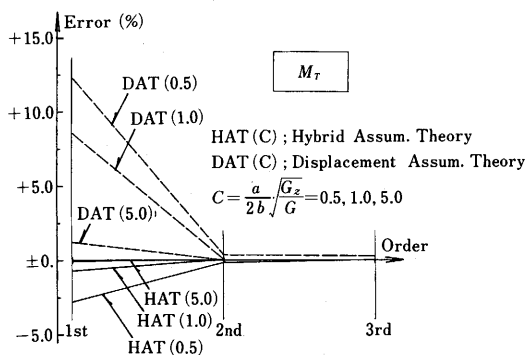 Error (%)
+15.0
+10.0
+5.0
±0.
−5.0
M_T
DAT (0.5)
DAT (1.0)
HAT (C) ; Hybrid Assum. Theory
DAT (C) ; Displacement Assum. Theory
C = a/2b √(G_z/G) = 0.5, 1.0, 5.0
DAT (5.0)
Order
HAT (5.0)
HAT (1.0)
HAT (0.5)
1st
2nd
3rd